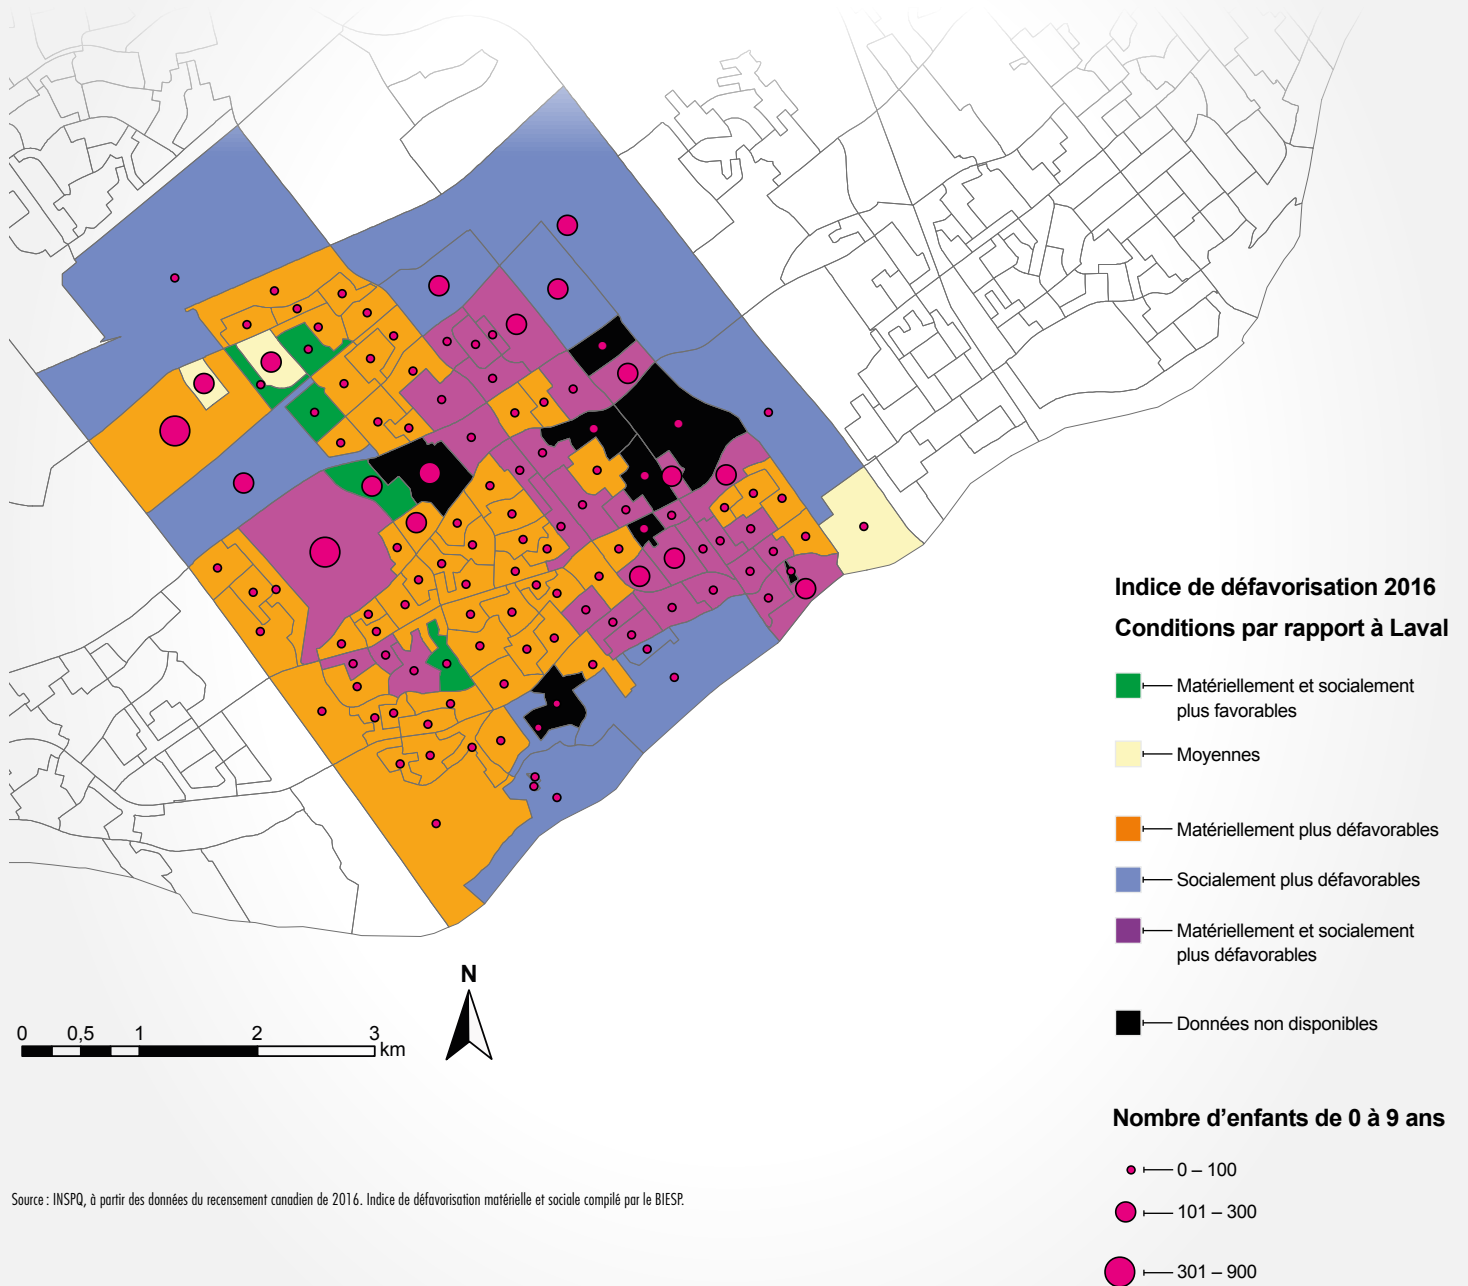 Indice de défavorisation 2016
Conditions par rapport à Laval
Matériellement et socialement
plus favorables
Moyennes
Matériellement plus défavorables
Socialement plus défavorables
Matériellement et socialement
plus défavorables
Données non disponibles
N
0 0,5 1 2 3
km
Nombre d’enfants de 0 à 9 ans
0 – 100
101 – 300
301 – 900
Source : INSPQ, à partir des données du recensement canadien de 2016. Indice de défavorisation matérielle et sociale compilé par le BIESP.